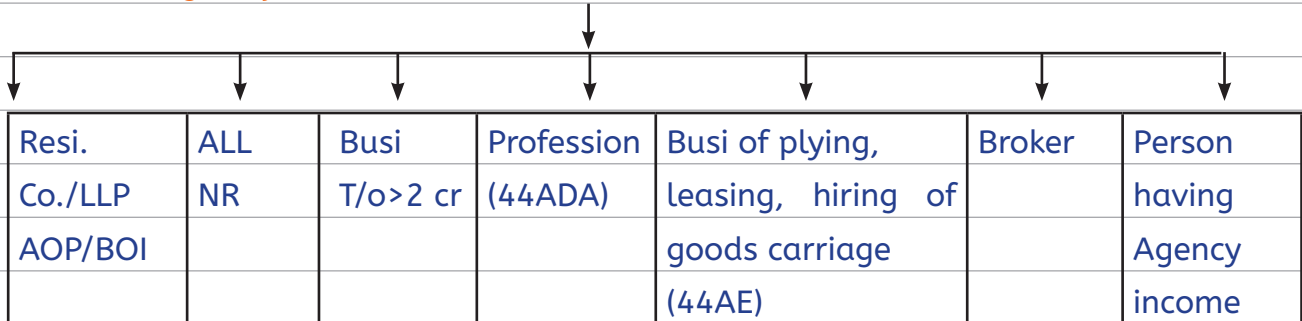 Resi. Co./LLP AOP/BOI
ALL NR
Busi T/o>2 cr
Profession (44ADA)
Busi of plying, leasing, hiring of goods carriage (44AE)
Broker
Person having Agency income